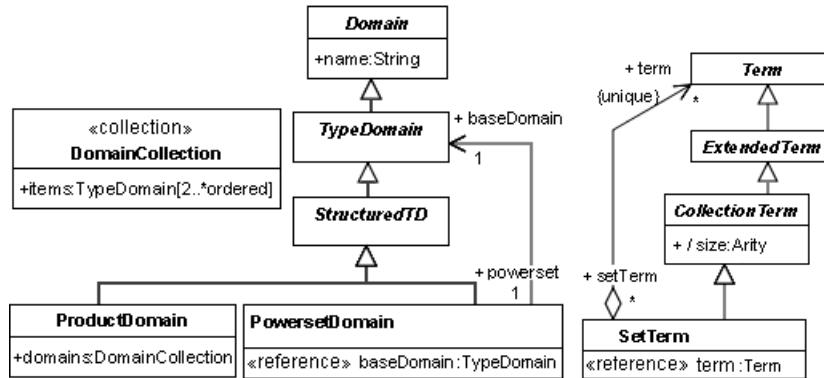 Domain
+name:String
«collection»
DomainCollection
+items:TypeDomain[2..*ordered]
TypeDomain
+ baseDomain
1
StructuredTD
+powerset
1
ProductDomain
+domains:DomainCollection
PowersetDomain
«reference» baseDomain:TypeDomain
+ term
{unique}
*
Term
ExtendedTerm
CollectionTerm
+ / size:Arity
+ setTerm
*
SetTerm
«reference» term :Term